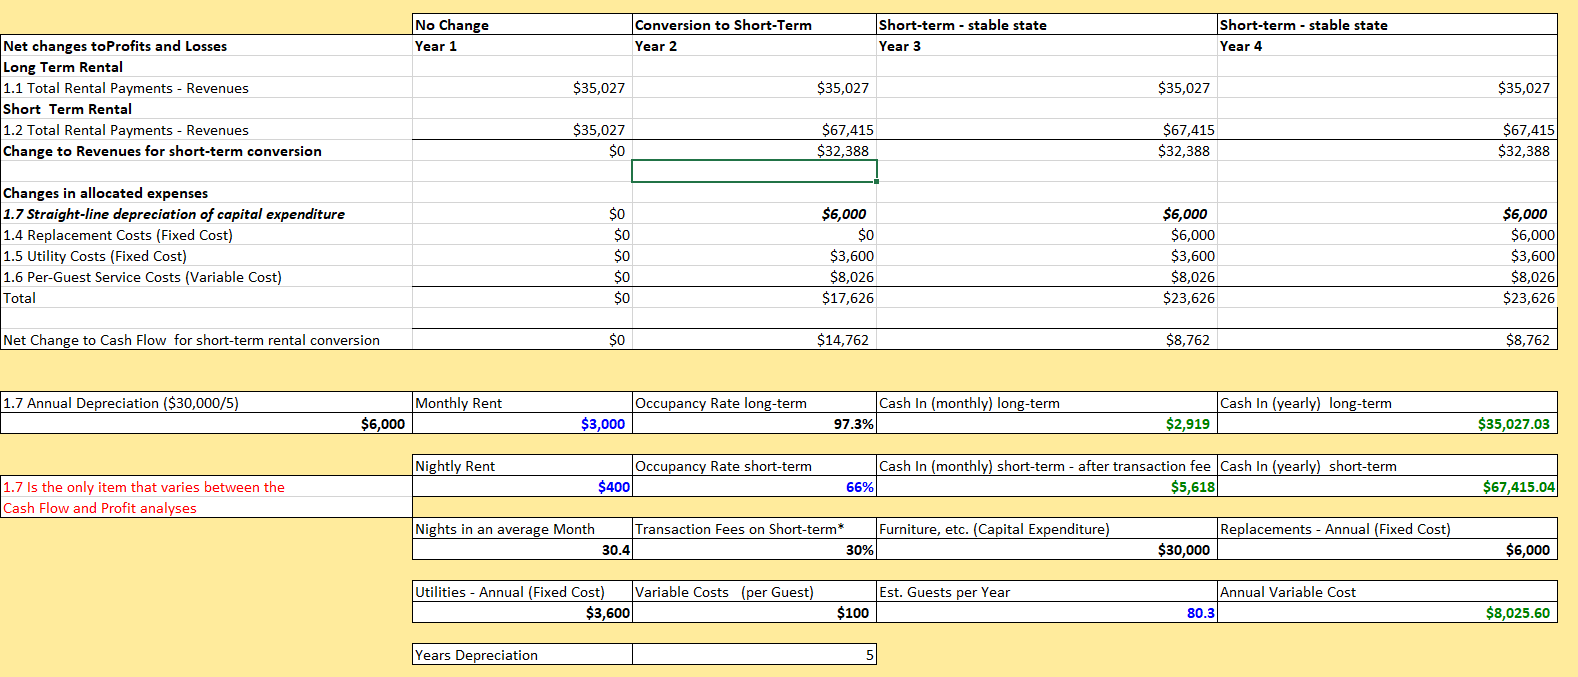 No Change Conversion to Short-Term Short-term - stable state Short-term - stable state
Net changes toProfits and Losses Year 1 Year 2 Year 3 Year 4
Long Term Rental
1.1 Total Rental Payments - Revenues $35,027 $35,027 $35,027 $35,027
Short  Term Rental
1.2 Total Rental Payments - Revenues $35,027 $67,415 $67,415 $67,415
Change to Revenues for short-term conversion $0 $32,388 $32,388 $32,388
Changes in allocated expenses
1.7 Straight-line depreciation of capital expenditure $0 $6,000 $6,000 $6,000
1.4 Replacement Costs (Fixed Cost) $0 $0 $6,000 $6,000
1.5 Utility Costs (Fixed Cost) $0 $3,600 $3,600 $3,600
1.6 Per-Guest Service Costs (Variable Cost) $0 $8,026 $8,026 $8,026
Total $0 $17,626 $23,626 $23,626
Net Change to Cash Flow  for short-term rental conversion $0 $14,762 $8,762 $8,762
1.7 Annual Depreciation ($30,000/5) Monthly Rent Occupancy Rate long-term Cash In (monthly) long-term Cash In (yearly)  long-term
$6,000 $3,000 97.3% $2,919 $35,027.03
Nightly Rent Occupancy Rate short-term Cash In (monthly) short-term - after transaction fee Cash In (yearly)  short-term
1.7 Is the only item that varies between the $400 66% $5,618 $67,415.04
Cash Flow and Profit analyses
Nights in an average Month Transaction Fees on Short-term* Furniture, etc. (Capital Expenditure) Replacements - Annual (Fixed Cost)
30.4 30% $30,000 $6,000
Utilities - Annual (Fixed Cost) Variable Costs   (per Guest) Est. Guests per Year Annual Variable Cost
$3,600 $100 80.3 $8,025.60
Years Depreciation 5